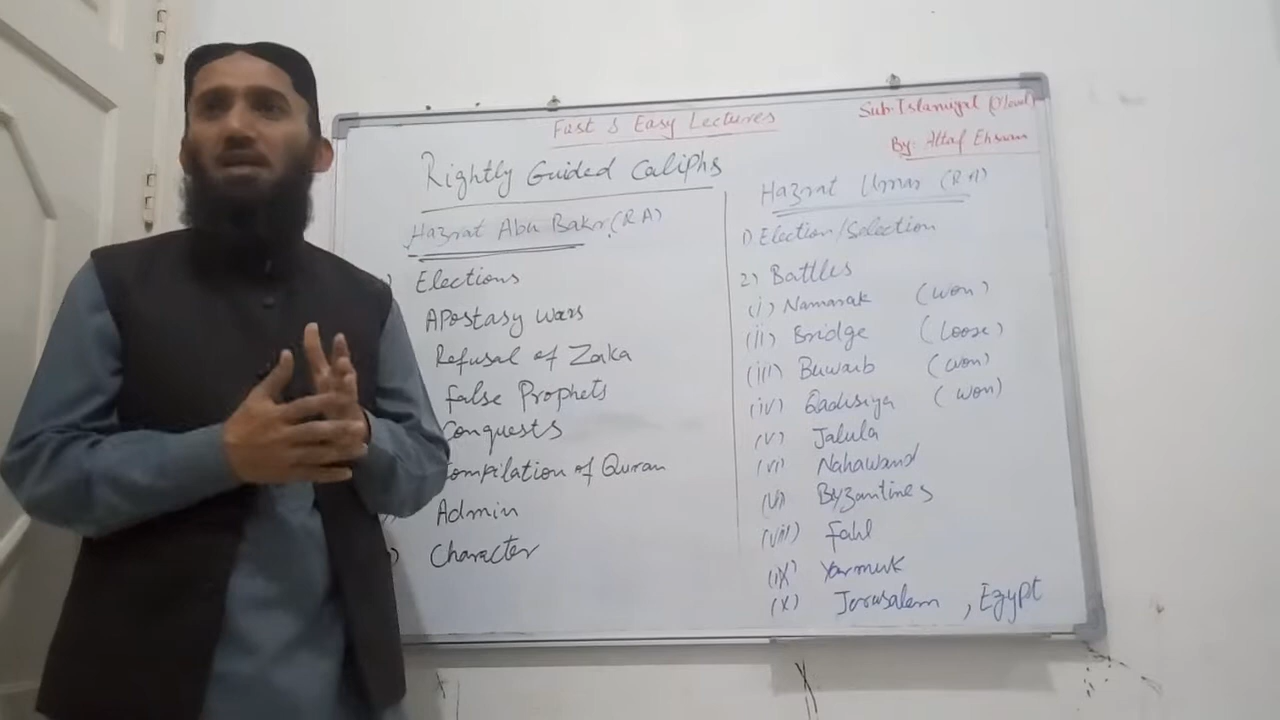 Fast & Easy Lectures
Sub: Islamiyat (O'level)
By: Altaf Ehsan
Rightly Guided Caliphs
Hazrat Abu Bakr (RA)
Elections
Apostasy wars
Refusal of Zaka
False Prophets
Conquests
Compilation of Quran
Admin
Character
Hazrat Umar (RA)
1) Election/Selection
2) Battles
(i) Namarak (won)
(ii) Bridge (Loose)
(iii) Buwaib (won)
(iv) Qadisiya (won)
(v) Jalula
(vi) Nahawand
(vii) Byzantines
(viii) Fahl
(ix) Yarmuk
(x) Jerusalem, Egypt